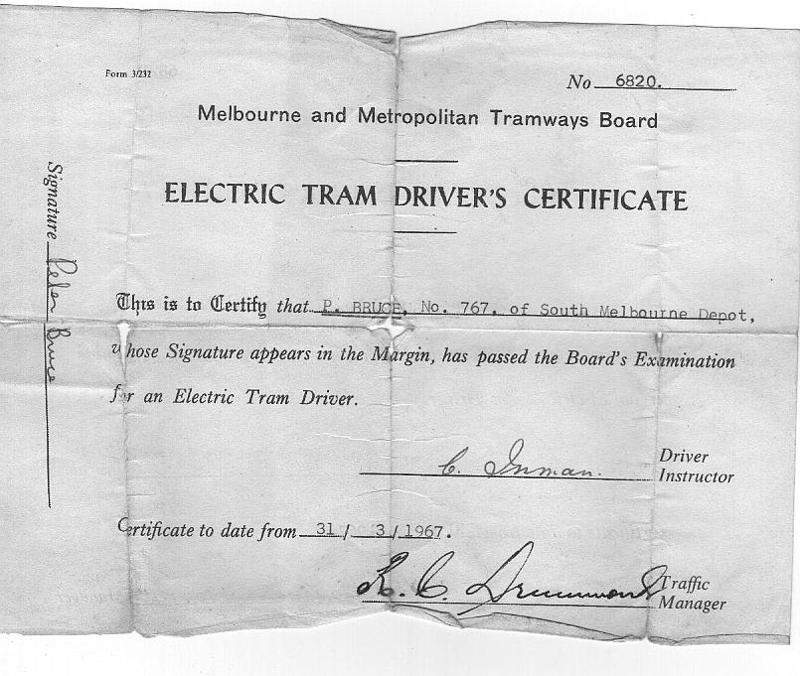 Form 3/232
No 6820.
Melbourne and Metropolitan Tramways Board
ELECTRIC TRAM DRIVER'S CERTIFICATE
This is to Certify that P. BRUCE, No. 767. of South Melbourne Depot,
whose Signature appears in the Margin, has passed the Board's Examination
for an Electric Tram Driver.
C. Inman. Driver
Instructor
Certificate to date from 31/ 3/1967.
R. C. Drummond Traffic
Manager
Signature Peter Bruce